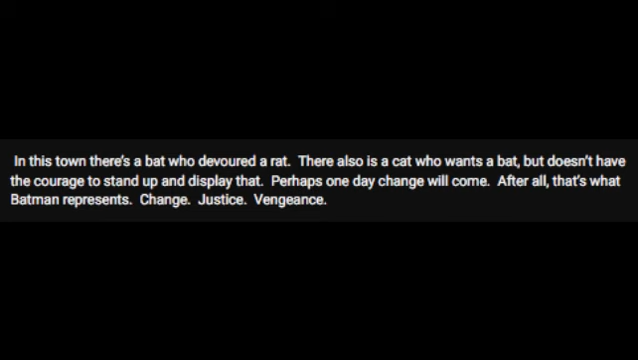 In this town there's a bat who devoured a rat.  There also is a cat who wants a bat, but doesn't have
the courage to stand up and display that.  Perhaps one day change will come.  After all, that's what
Batman represents.  Change.  Justice.  Vengeance.